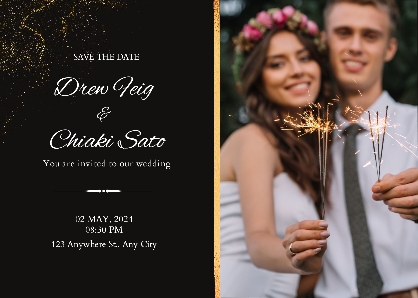 SAVE THE DATE
Drew Feig
&
Chiaki Sato
You are invited to our wedding
02 MAY, 2024
08:30 PM
123 Anywhere St., Any City